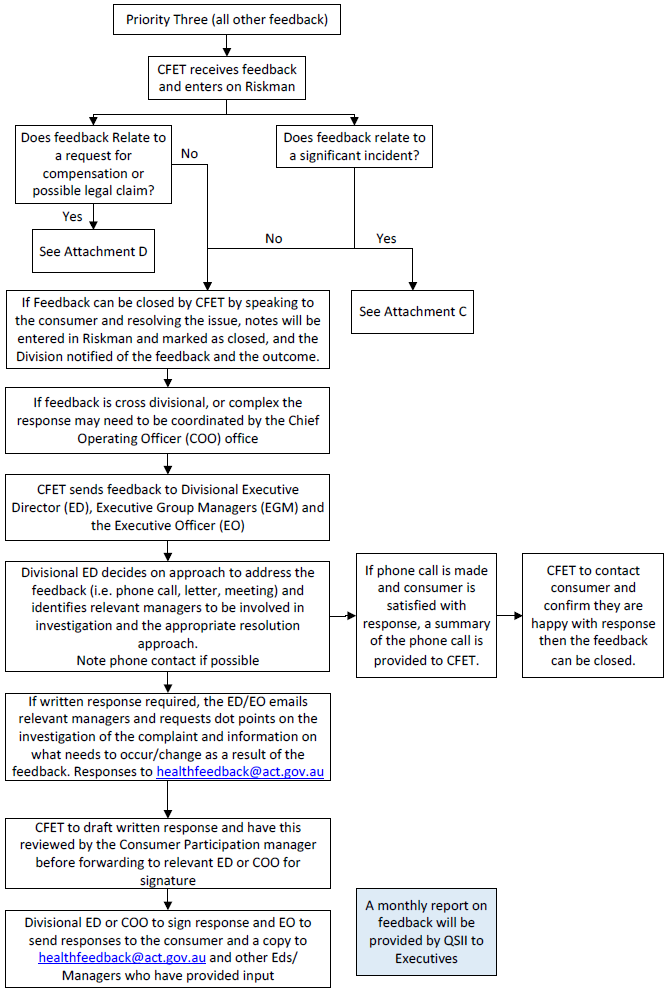 Priority Three (all other feedback)
CFET receives feedback
and enters on Riskman
Does feedback Relate to
a request for
compensation or
possible legal claim?
No
Does feedback relate to
a significant incident?
Yes
See Attachment D
No
Yes
See Attachment C
If Feedback can be closed by CFET by speaking to
the consumer and resolving the issue, notes will be
entered in Riskman and marked as closed, and the
Division notified of the feedback and the outcome.
If feedback is cross divisional, or complex the
response may need to be coordinated by the Chief
Operating Officer (COO) office
CFET sends feedback to Divisional Executive
Director (ED), Executive Group Managers (EGM) and
the Executive Officer (EO)
Divisional ED decides on approach to address the
feedback (i.e. phone call, letter, meeting) and
identifies relevant managers to be involved in
investigation and the appropriate resolution
approach.
Note phone contact if possible
If phone call is made
and consumer is
satisfied with
response, a summary
of the phone call is
provided to CFET.
CFET to contact
consumer and
confirm they are
happy with response
then the feedback
can be closed.
If written response required, the ED/EO emails
relevant managers and requests dot points on the
investigation of the complaint and information on
what needs to occur/change as a result of the
feedback. Responses to healthfeedback@act.gov.au
CFET to draft written response and have this
reviewed by the Consumer Participation manager
before forwarding to relevant ED or COO for
signature
Divisional ED or COO to sign response and EO to
send responses to the consumer and a copy to
healthfeedback@act.gov.au and other Eds/
Managers who have provided input
A monthly report on
feedback will be
provided by QSII to
Executives